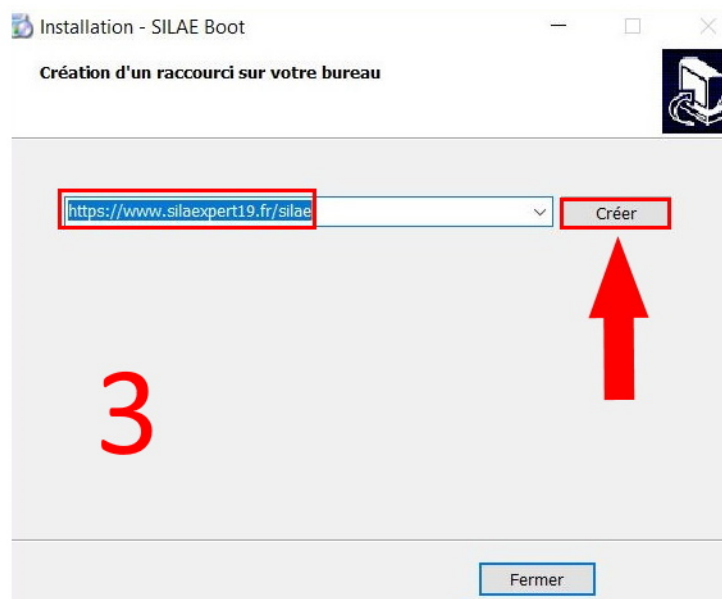 Installation - SILAE Boot
Création d'un raccourci sur votre bureau
https://www.silaexpert19.fr/silae
Créer
3
Fermer